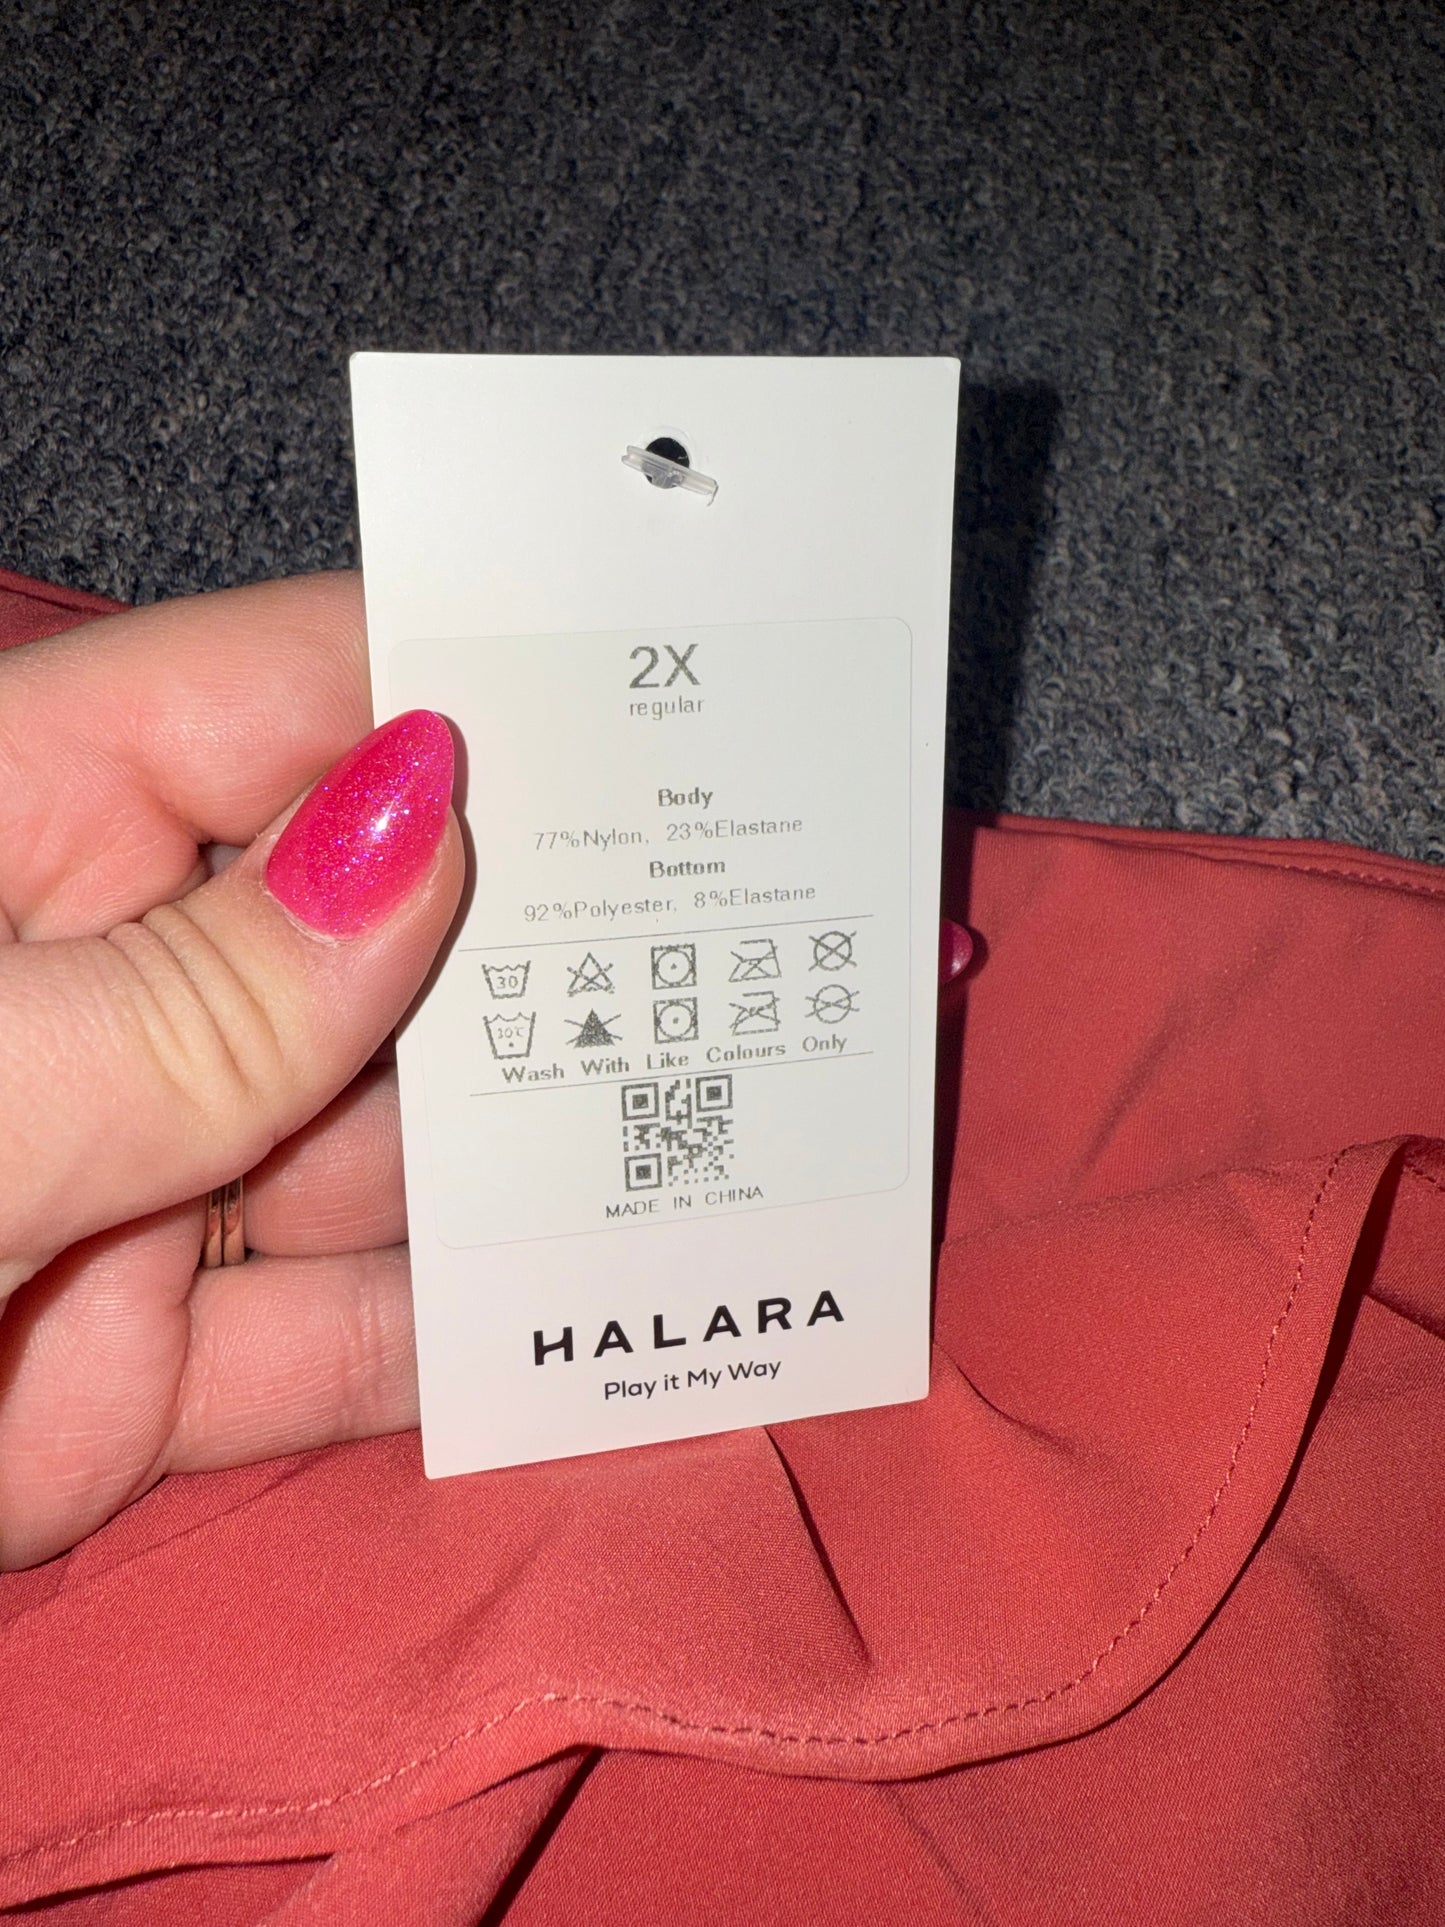 2X
regular
Body
77%Nylon, 23%Elastane
Bottom
92%Polyester, 8%Elastane
30
30℃
Wash With Like Colours Only
MADE IN CHINA
HALARA
Play it My Way